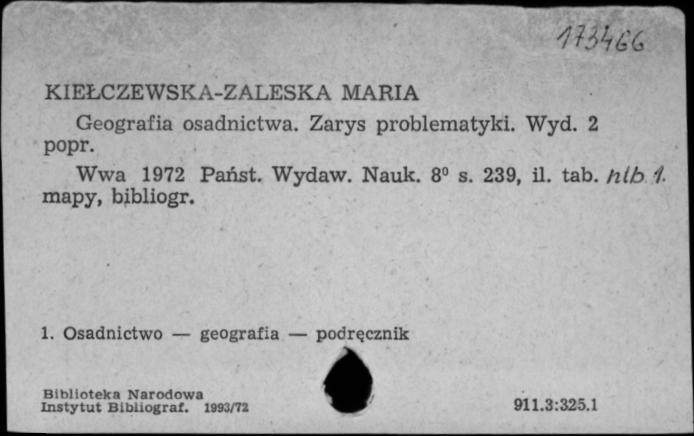 173466
KIEŁCZEWSKA-ZALESKA MARIA
Geografia osadnictwa. Zarys problematyki. Wyd. 2
popr.
Wwa 1972 Państ. Wydaw. Nauk. 8⁰ s. 239, il. tab. nlb. 1.
mapy, bibliogr.
1. Osadnictwo — geografia — podręcznik
Biblioteka Narodowa
Instytut Bibliograf. 1993/72
911.3:325.1